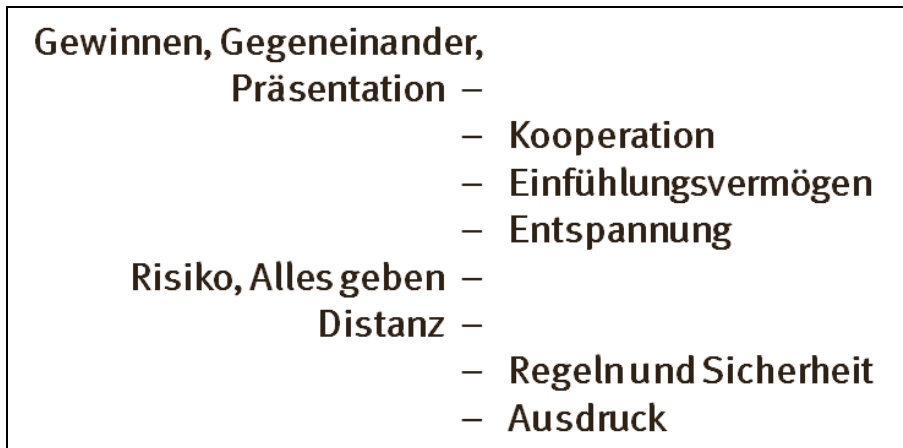 Gewinnen, Gegeneinander,
Präsentation –
– Kooperation
– Einfühlungsvermögen
– Entspannung
Risiko, Alles geben –
Distanz –
– Regeln und Sicherheit
– Ausdruck